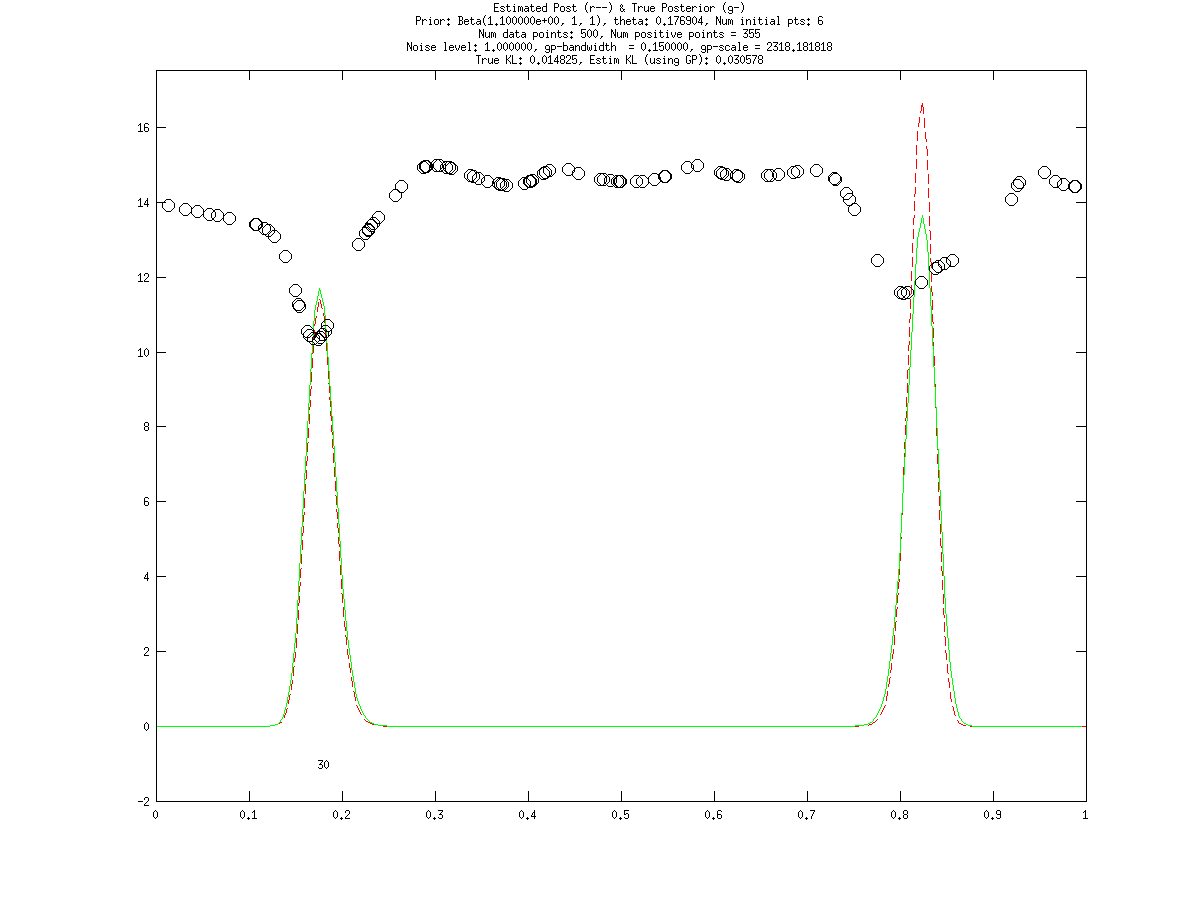 Estimated Post (r--) & True Posterior (g-)
Prior: Beta(1.100000e+00, 1, 1), theta: 0.176904, Num initial pts: 6
Num data points: 500, Num positive points = 355
Noise level: 1.000000, gp-bandwidth  = 0.150000, gp-scale = 2318.181818
True KL: 0.014825, Estim KL (using GP): 0.030578
16
14
12
10
8
6
4
2
0
30
-2
0 0.1 0.2 0.3 0.4 0.5 0.6 0.7 0.8 0.9 1